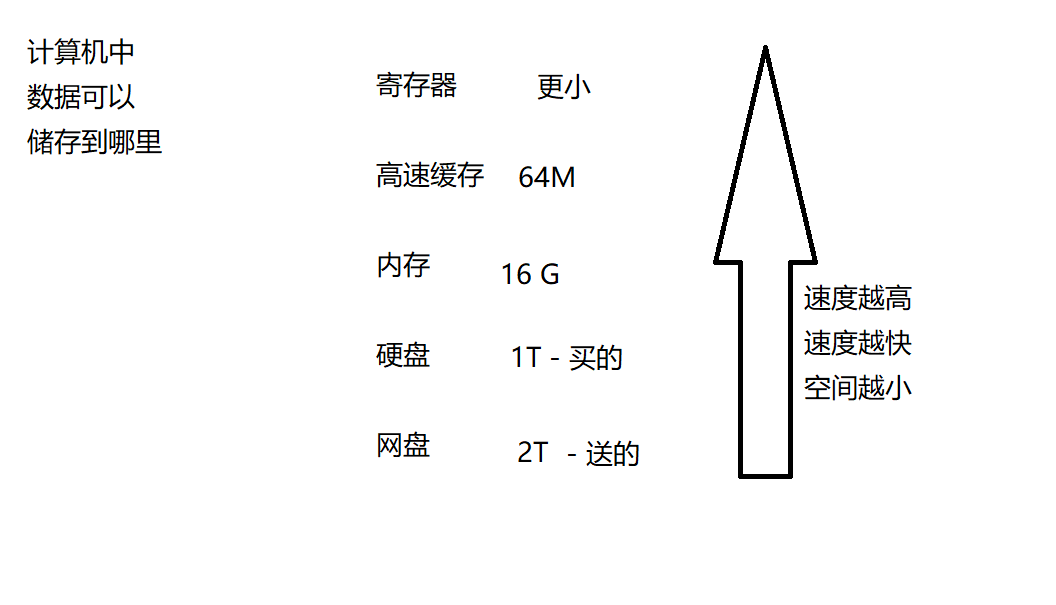 计算机中
数据可以
储存到哪里
寄存器 更小
高速缓存 64M
内存 16 G
硬盘 1T - 买的
网盘 2T - 送的
速度越高
速度越快
空间越小